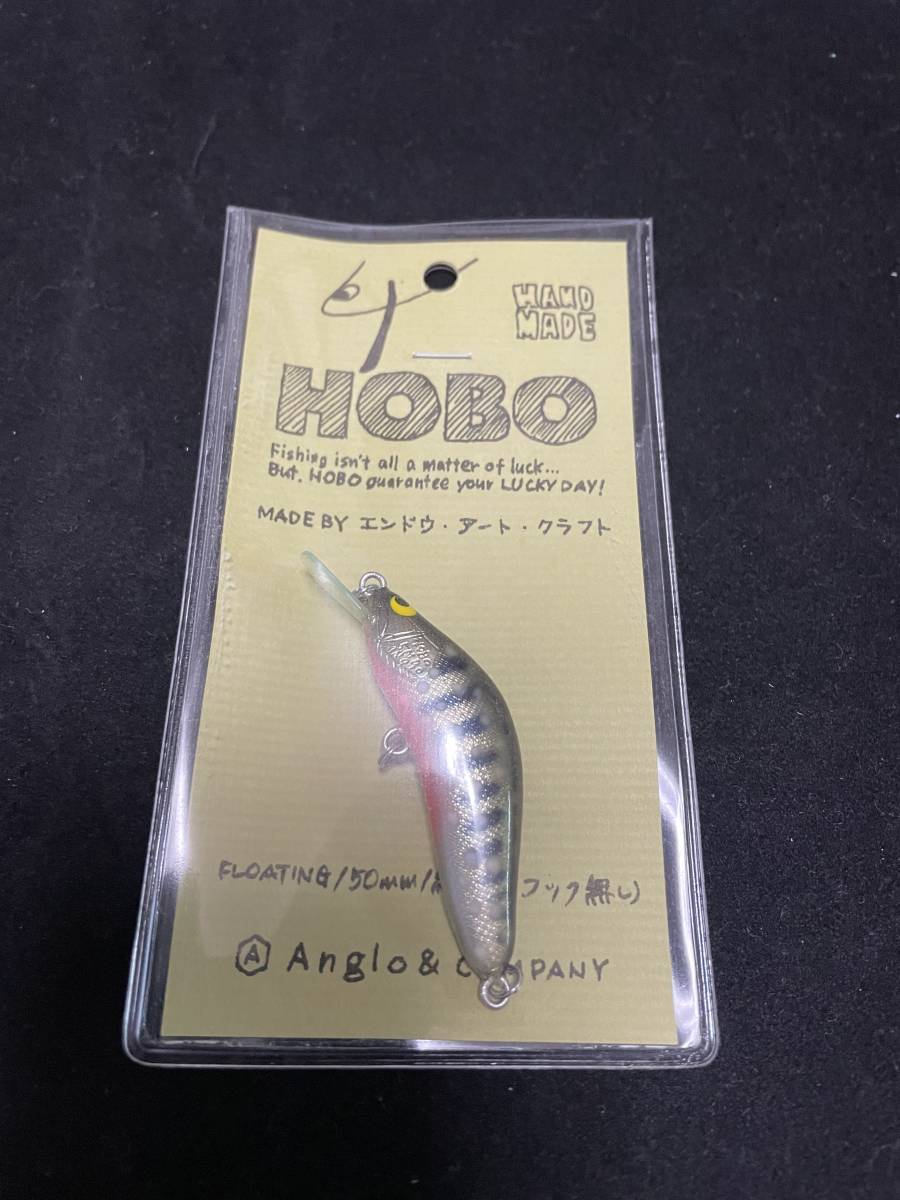 HAND
MADE
HOBO
Fishing isn't all a matter of luck...
But. HOBO guarantee your LUCKY DAY!
MADE BY エンドウ・アート・クラフト
FLOATING/50mm/ フック無し)
A Anglo & COMPANY